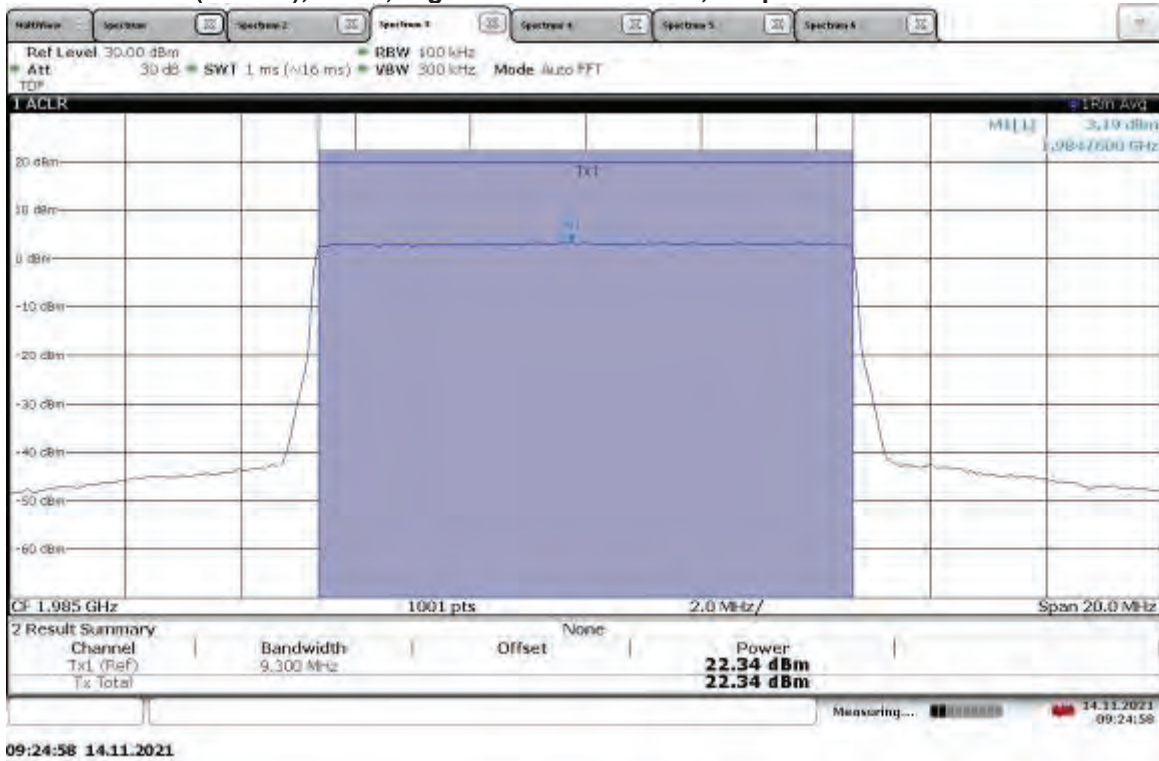 MultiView Spectrum Spectrum 2 Spectrum 3 Spectrum 4 Spectrum 5 Spectrum 6
Ref Level 30.00 dBm RBW 100 kHz
Att 30 dB SWT 1 ms (~16 ms) VBW 300 kHz Mode Auto FFT
TDF
1 ACLR 1Rm Avg
M1[1] 3.19 dBm
1.9847600 GHz
20 dBm
Tx1
10 dBm
M1
0 dBm
-10 dBm
-20 dBm
-30 dBm
-40 dBm
-50 dBm
-60 dBm
CF 1.985 GHz 1001 pts 2.0 MHz/ Span 20.0 MHz
2 Result Summary None
Channel Bandwidth Offset Power
Tx1 (Ref) 9.300 MHz 22.34 dBm
Tx Total 22.34 dBm
Measuring... 14.11.2021
09:24:58
09:24:58 14.11.2021